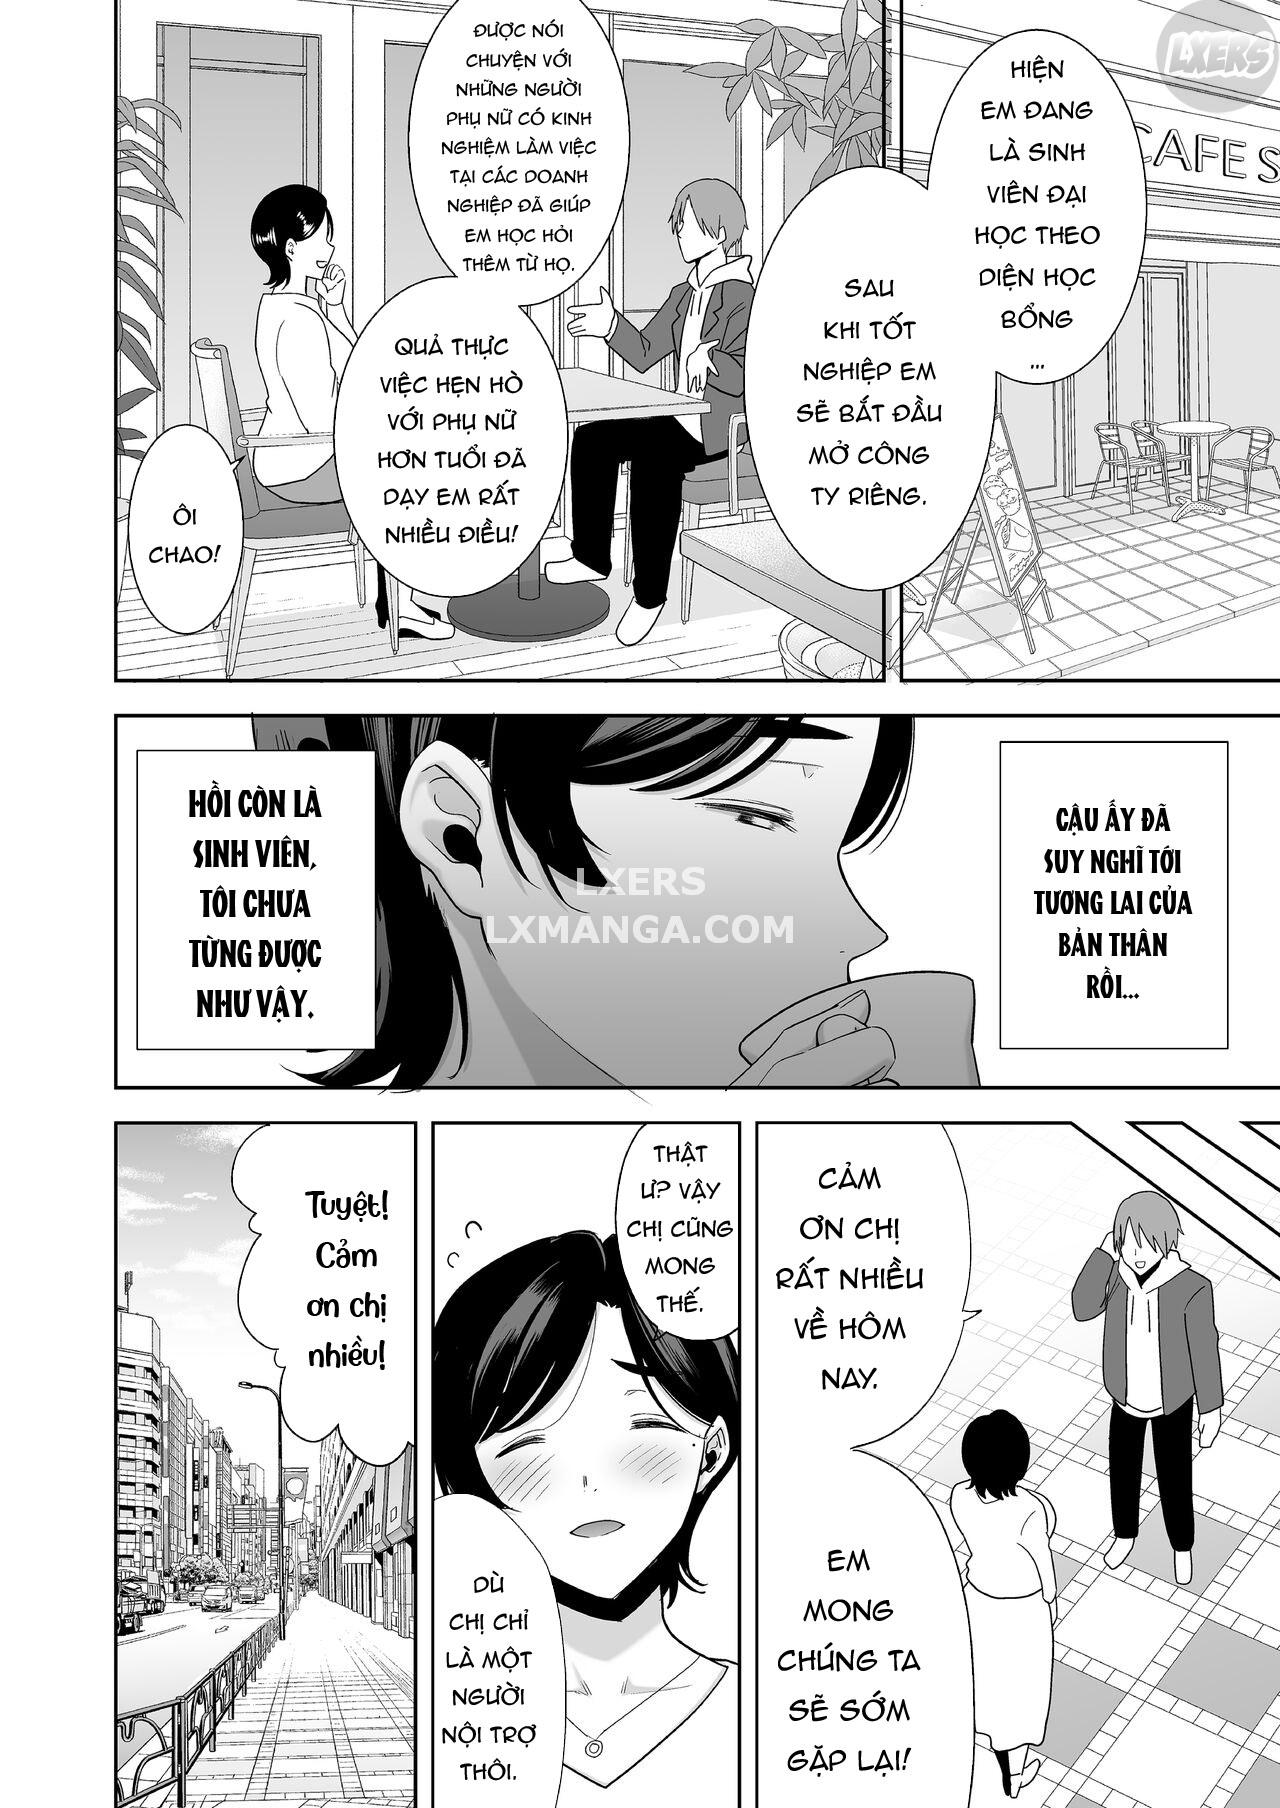 LXERS
CAFE S
HIỆN
EM ĐANG
LÀ SINH
VIÊN ĐẠI
HỌC THEO
DIỆN HỌC
BỔNG
...
SAU
KHI TỐT
NGHIỆP EM
SẼ BẮT ĐẦU
MỞ CÔNG
TY RIÊNG.
ĐƯỢC NÓI
CHUYỆN VỚI
NHỮNG NGƯỜI
PHỤ NỮ CÓ KINH
NGHIỆM LÀM VIỆC
TẠI CÁC DOANH
NGHIỆP ĐÃ GIÚP
EM HỌC HỎI
THÊM TỪ HỌ.
QUẢ THỰC
VIỆC HẸN HÒ
VỚI PHỤ NỮ
HƠN TUỔI ĐÃ
DẠY EM RẤT
NHIỀU ĐIỀU!
ÔI
CHAO!
CẬU ẤY ĐÃ
SUY NGHĨ TỚI
TƯƠNG LAI CỦA
BẢN THÂN
RỒI...
HỒI CÒN LÀ
SINH VIÊN,
TÔI CHƯA
TỪNG ĐƯỢC
NHƯ VẬY.
LXERS
LXMANGA.COM
CẢM
ƠN CHỊ
RẤT NHIỀU
VỀ HÔM
NAY.
EM
MONG
CHÚNG TA
SẼ SỚM
GẶP LẠI!
THẬT
Ư? VẬY
CHỊ CŨNG
MONG
THẾ.
DÙ
CHỊ CHỈ
LÀ MỘT
NGƯỜI
NỘI TRỢ
THÔI.
Tuyệt!
Cảm
ơn chị
nhiều!